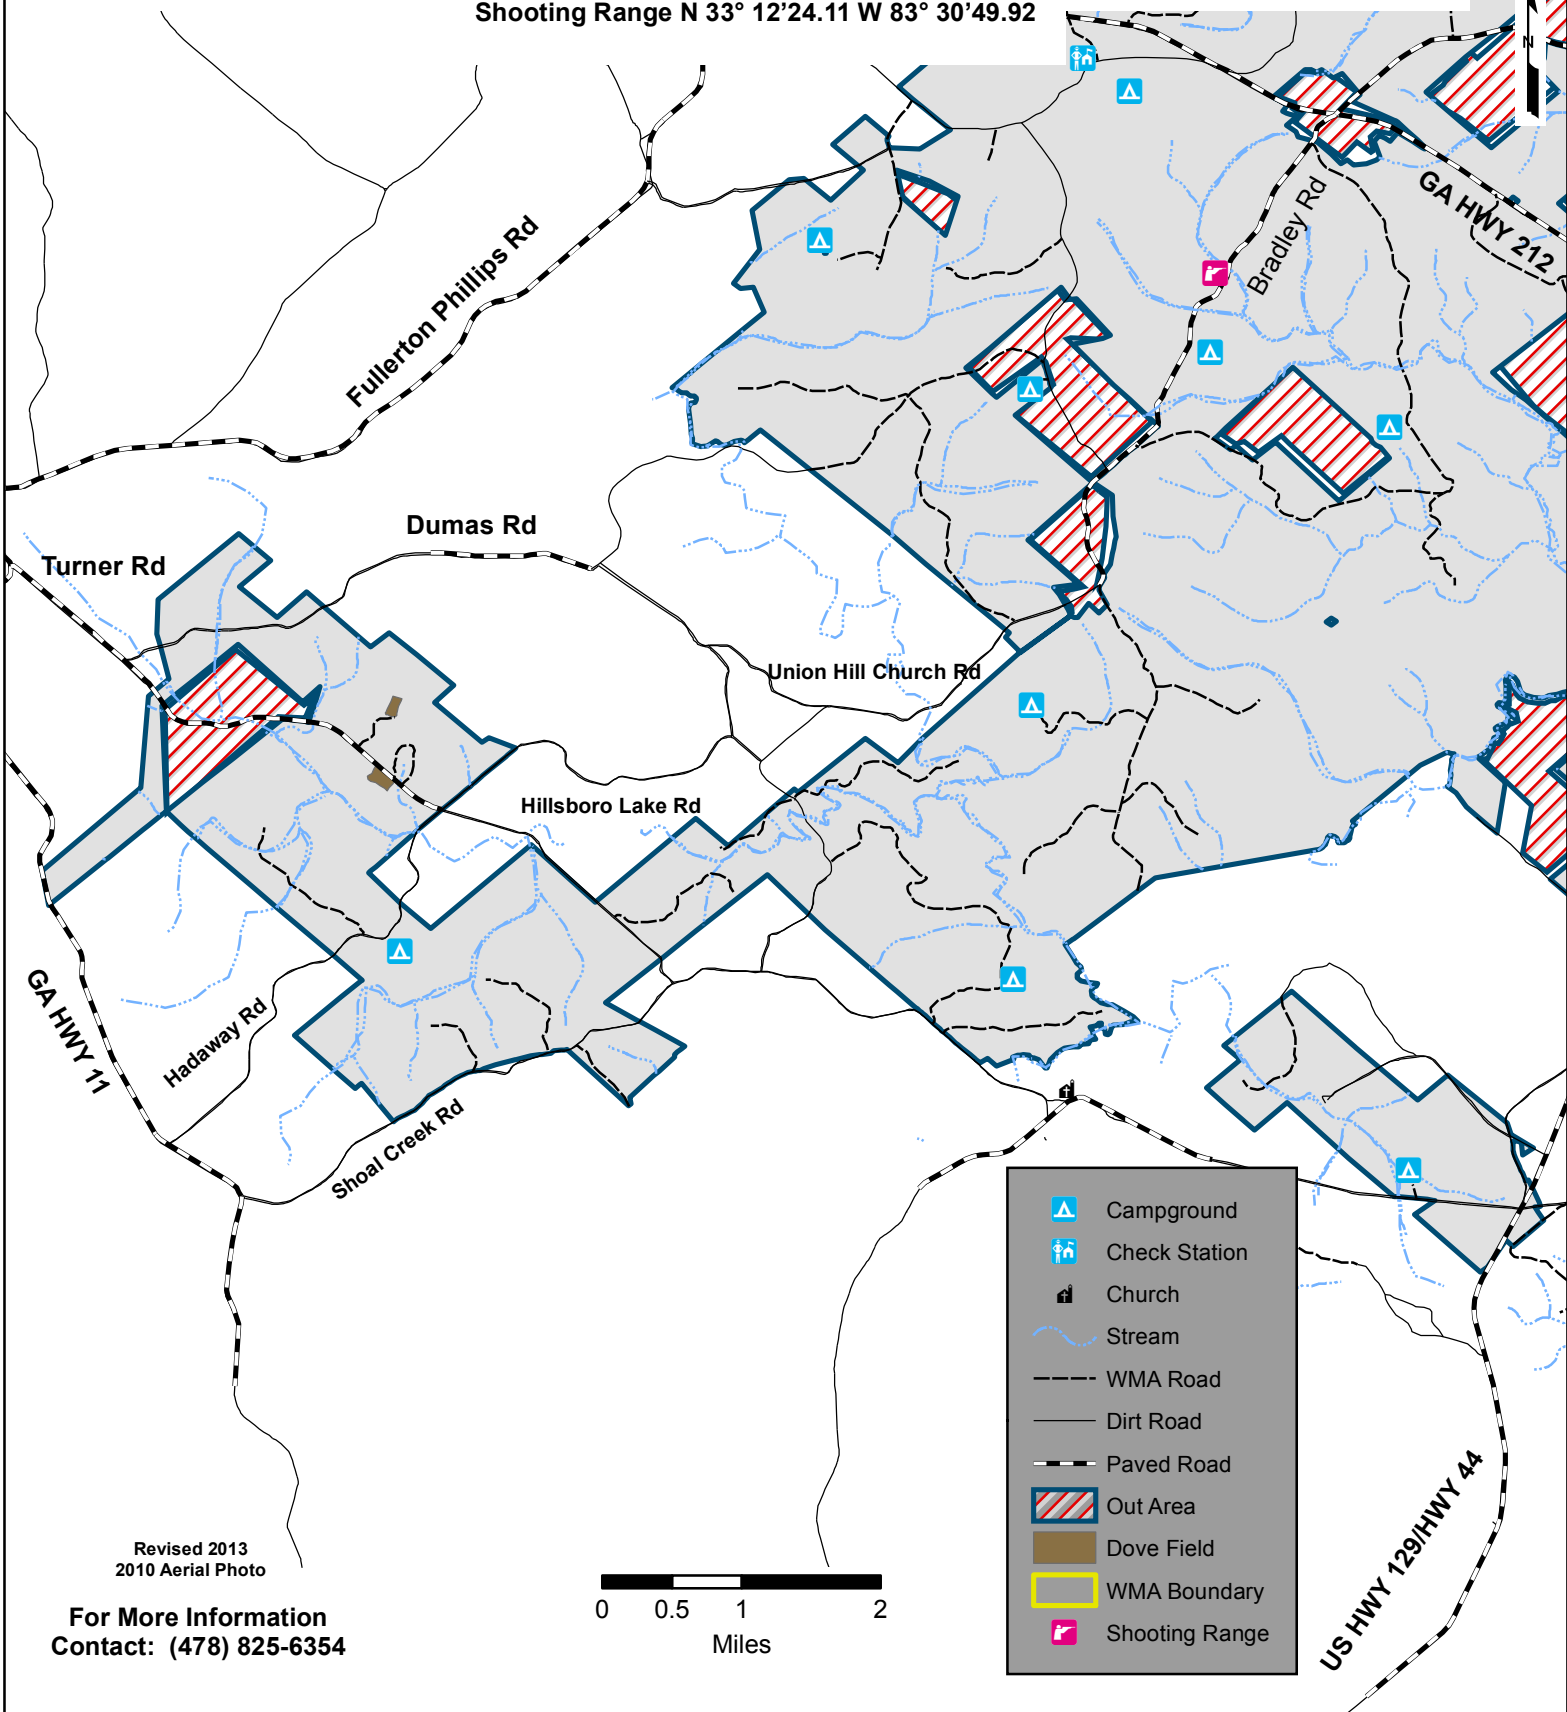 Shooting Range N 33° 12’24.11 W 83° 30’49.92
N
GA HWY 212
Bradley Rd
Fullerton Phillips Rd
Dumas Rd
Turner Rd
Union Hill Church Rd
Hillsboro Lake Rd
GA HWY 11
Hadaway Rd
Shoal Creek Rd
US HWY 129/HWY 44
Campground
Check Station
Church
Stream
WMA Road
Dirt Road
Paved Road
Out Area
Dove Field
WMA Boundary
Shooting Range
Revised 2013
2010 Aerial Photo
For More Information
Contact: (478) 825-6354
0 0.5 1 2
Miles